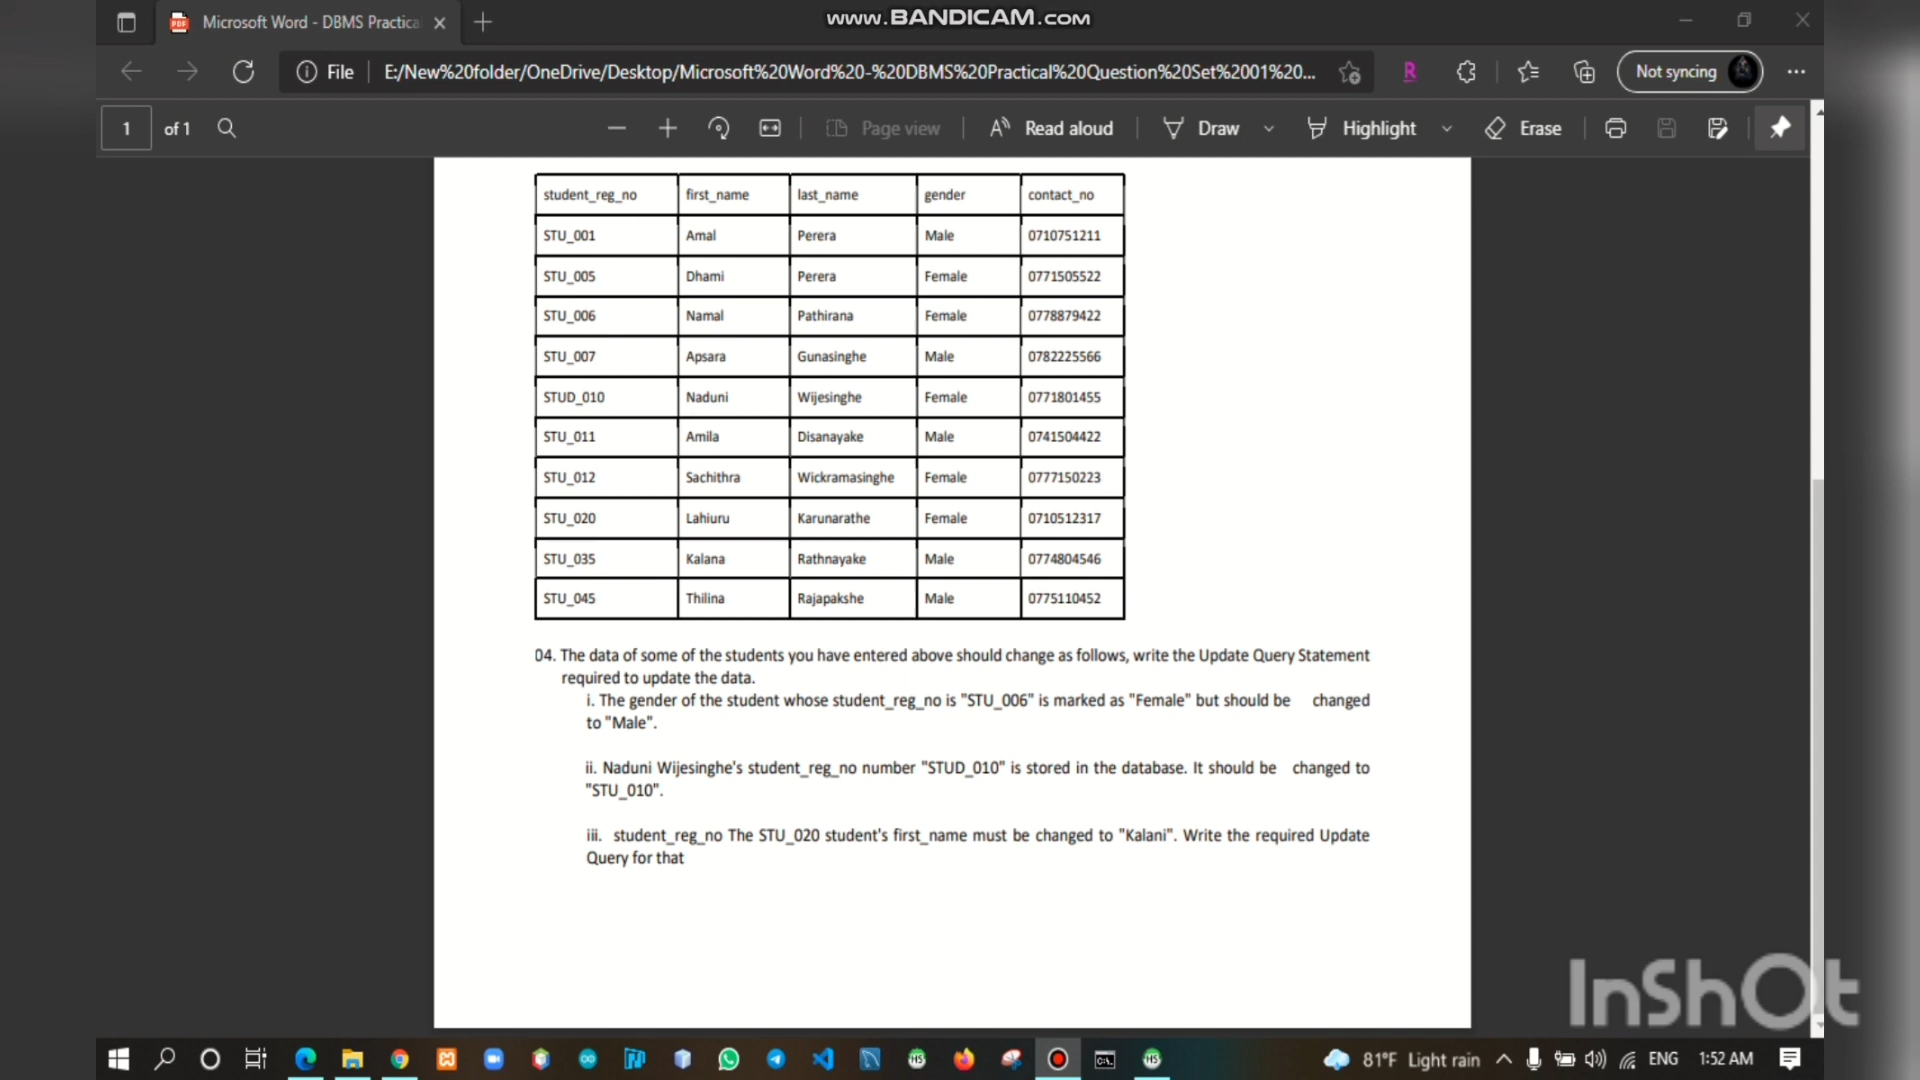 www.BANDICAM.com
Microsoft Word - DBMS Practica
File E:/New%20folder/OneDrive/Desktop/Microsoft%20Word%20-%20DBMS%20Practical%20Question%20Set%2001%20... Not syncing
1 of 1 Page view Read aloud Draw Highlight Erase
student_reg_no first_name last_name gender contact_no
STU_001 Amal Perera Male 0710751211
STU_005 Dhami Perera Female 0771505522
STU_006 Namal Pathirana Female 0778879422
STU_007 Apsara Gunasinghe Male 0782225566
STUD_010 Naduni Wijesinghe Female 0771801455
STU_011 Amila Disanayake Male 0741504422
STU_012 Sachithra Wickramasinghe Female 0777150223
STU_020 Lahiuru Karunarathe Female 0710512317
STU_035 Kalana Rathnayake Male 0774804546
STU_045 Thilina Rajapakshe Male 0775110452
04. The data of some of the students you have entered above should change as follows, write the Update Query Statement
required to update the data.
i. The gender of the student whose student_reg_no is "STU_006" is marked as "Female" but should be changed
to "Male".
ii. Naduni Wijesinghe's student_reg_no number "STUD_010" is stored in the database. It should be changed to
"STU_010".
iii. student_reg_no The STU_020 student's first_name must be changed to "Kalani". Write the required Update
Query for that
InShOt
81°F Light rain ENG 1:52 AM